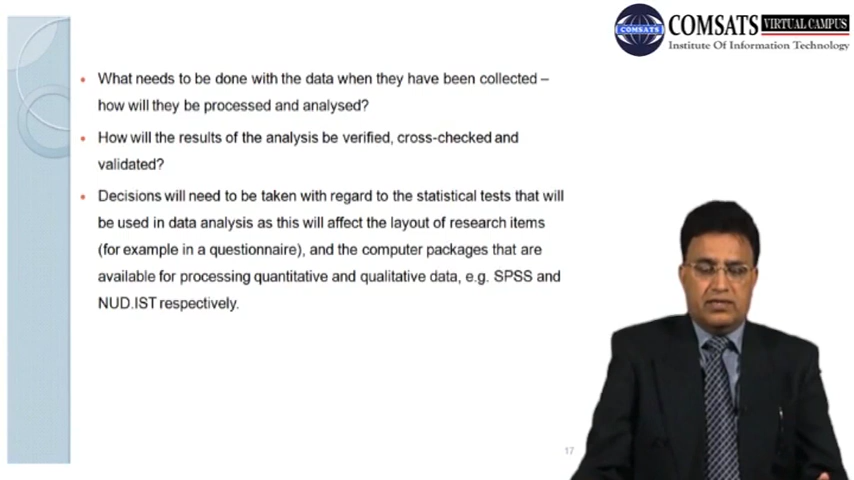 COMSATS VIRTUAL CAMPUS
COMSATS
Institute Of Information Technology
• What needs to be done with the data when they have been collected –
how will they be processed and analysed?
• How will the results of the analysis be verified, cross-checked and
validated?
• Decisions will need to be taken with regard to the statistical tests that will
be used in data analysis as this will affect the layout of research items
(for example in a questionnaire), and the computer packages that are
available for processing quantitative and qualitative data, e.g. SPSS and
NUD.IST respectively.
17